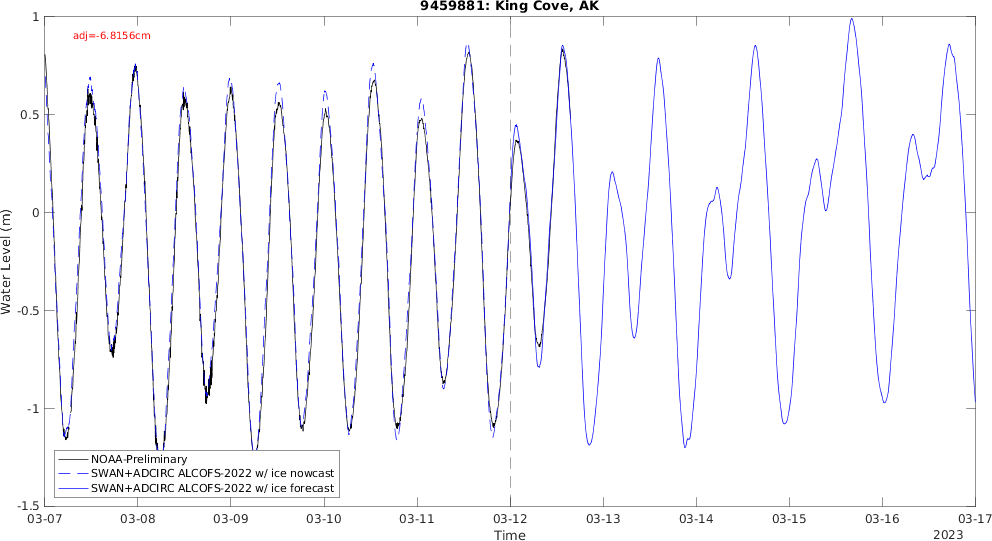 9459881: King Cove, AK
adj=-6.8156cm
1
0.5
0
-0.5
-1
-1.5
Water Level (m)
NOAA-Preliminary
SWAN+ADCIRC ALCOFS-2022 w/ ice nowcast
SWAN+ADCIRC ALCOFS-2022 w/ ice forecast
03-07 03-08 03-09 03-10 03-11 03-12 03-13 03-14 03-15 03-16 03-17
Time
2023